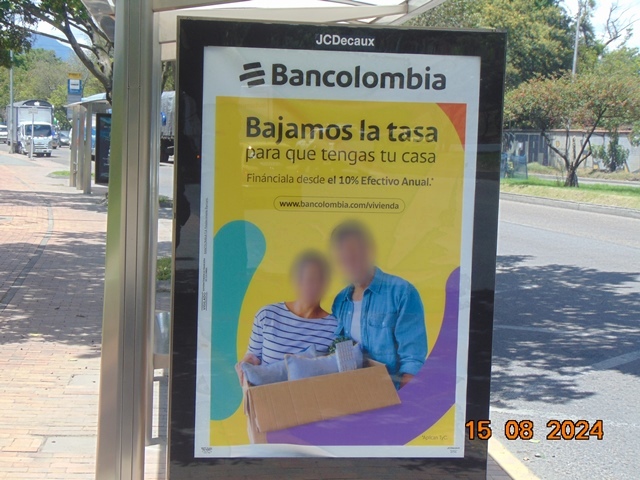 JCDecaux
Bancolombia
Bajamos la tasa
para que tengas tu casa
Finánciala desde el 10% Efectivo Anual.*
www.bancolombia.com/vivienda
15 08 2024